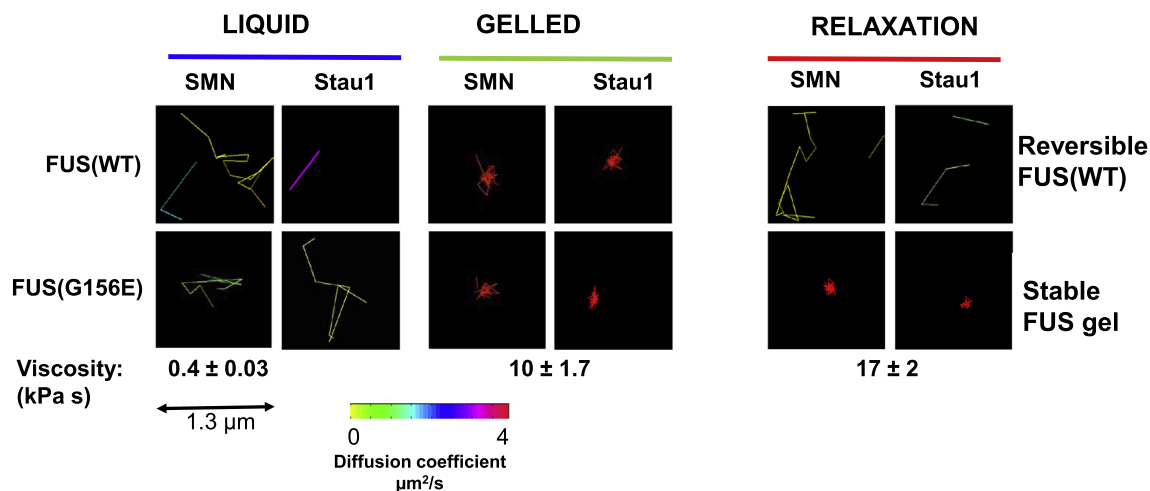 LIQUID GELLED RELAXATION
SMN Stau1 SMN Stau1 SMN Stau1
FUS(WT)
Reversible
FUS(WT)
FUS(G156E)
Stable
FUS gel
Viscosity: 0.4 ± 0.03 10 ± 1.7 17 ± 2
(kPa s)
1.3 µm
0 4
Diffusion coefficient
µm²/s